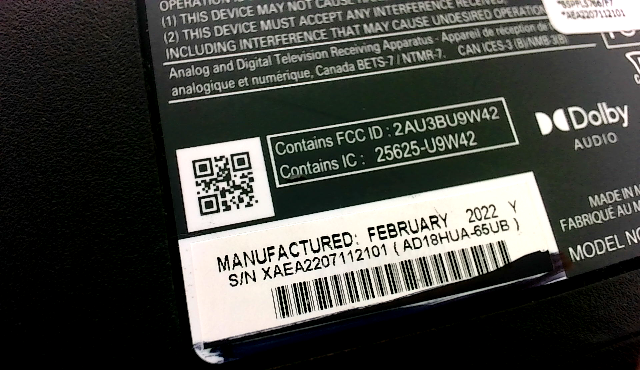 (1) THIS DEVICE MAY NOT CAUSE
(2) THIS DEVICE MUST ACCEPT ANY INTERFERENCE RECEIVED,
INCLUDING INTERFERENCE THAT MAY CAUSE UNDESIRED OPERATION
Analog and Digital Television Receiving Apparatus - Appareil de réception de
analogique et numérique, Canada BETS-7 / NTMR-7. CAN ICES-3 (B)/NMB-3(B)
*AEA2207112101
Contains FCC ID : 2AU3BU9W42
Contains IC : 25625-U9W42
Dolby
AUDIO
MANUFACTURED: FEBRUARY 2022 Y
S/N XAEA2207112101 ( AD18HUA-65UB )
MADE IN
FABRIQUÉ AU
MODEL